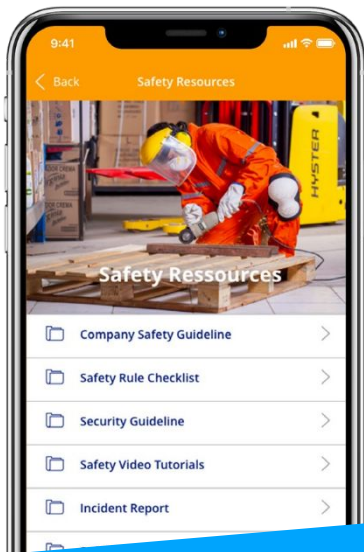 9:41
Back
Safety Resources
HYSTER
Safety Ressources
Company Safety Guideline
Safety Rule Checklist
Security Guideline
Safety Video Tutorials
Incident Report